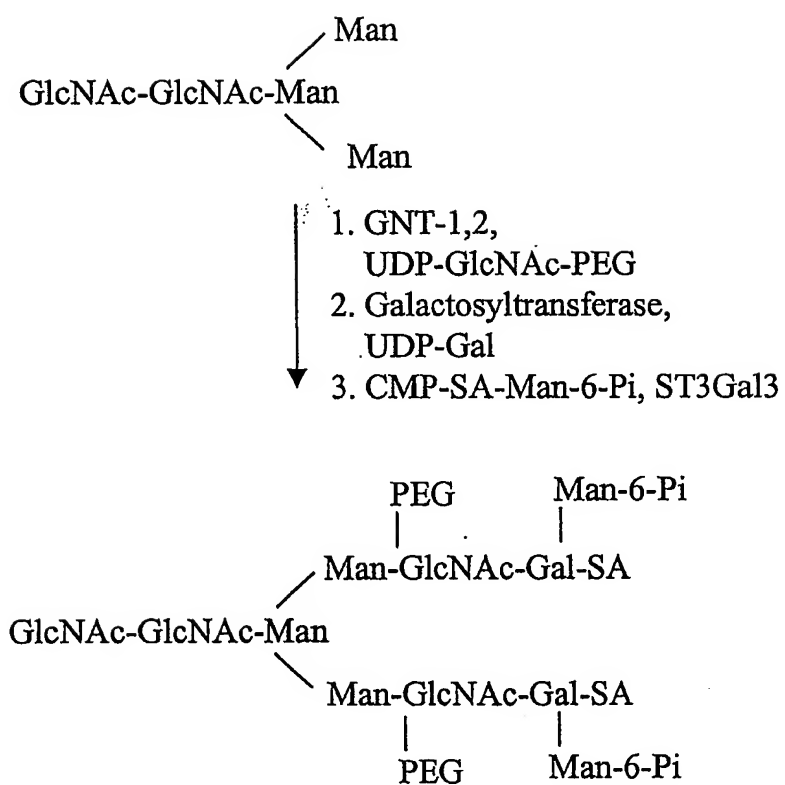 Man
GlcNAc-GlcNAc-Man
Man
1. GNT-1,2,
UDP-GlcNAc-PEG
2. Galactosyltransferase,
UDP-Gal
3. CMP-SA-Man-6-Pi, ST3Gal3
PEG Man-6-Pi
Man-GlcNAc-Gal-SA
GlcNAc-GlcNAc-Man
Man-GlcNAc-Gal-SA
PEG Man-6-Pi